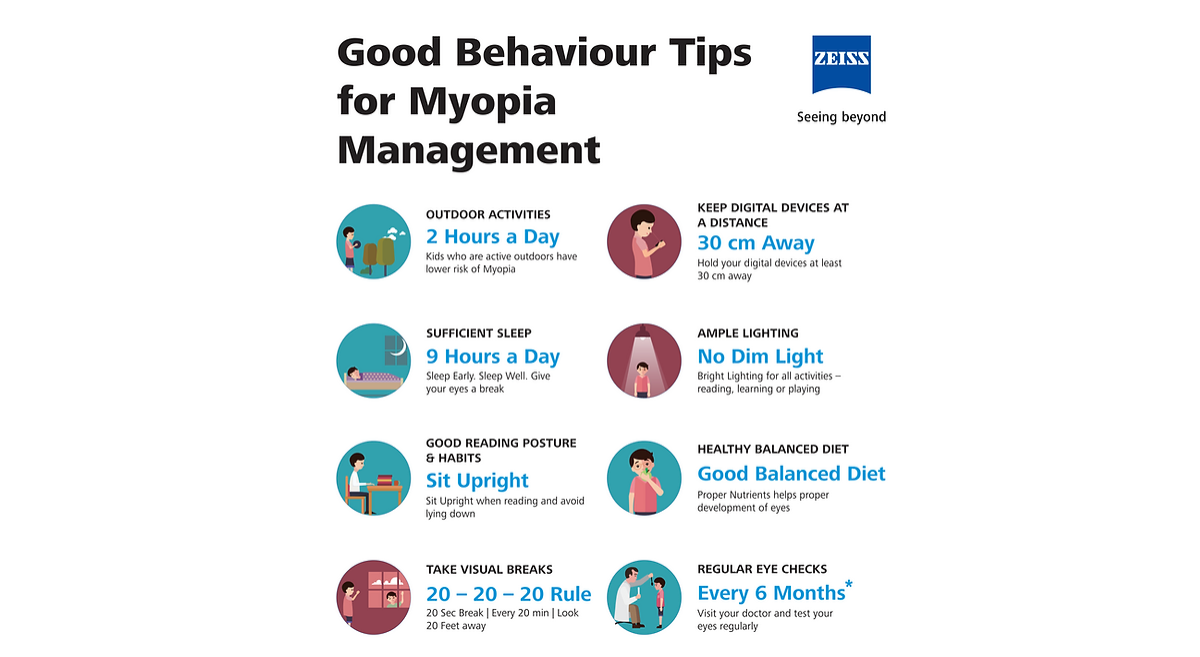 Good Behaviour Tips
for Myopia
Management
ZEISS
Seeing beyond
OUTDOOR ACTIVITIES
2 Hours a Day
Kids who are active outdoors have
lower risk of Myopia
KEEP DIGITAL DEVICES AT
A DISTANCE
30 cm Away
Hold your digital devices at least
30 cm away
SUFFICIENT SLEEP
9 Hours a Day
Sleep Early. Sleep Well. Give
your eyes a break
AMPLE LIGHTING
No Dim Light
Bright Lighting for all activities –
reading, learning or playing
GOOD READING POSTURE
& HABITS
Sit Upright
Sit Upright when reading and avoid
lying down
HEALTHY BALANCED DIET
Good Balanced Diet
Proper Nutrients helps proper
development of eyes
TAKE VISUAL BREAKS
20 – 20 – 20 Rule
20 Sec Break | Every 20 min | Look
20 Feet away
REGULAR EYE CHECKS
Every 6 Months*
Visit your doctor and test your
eyes regularly